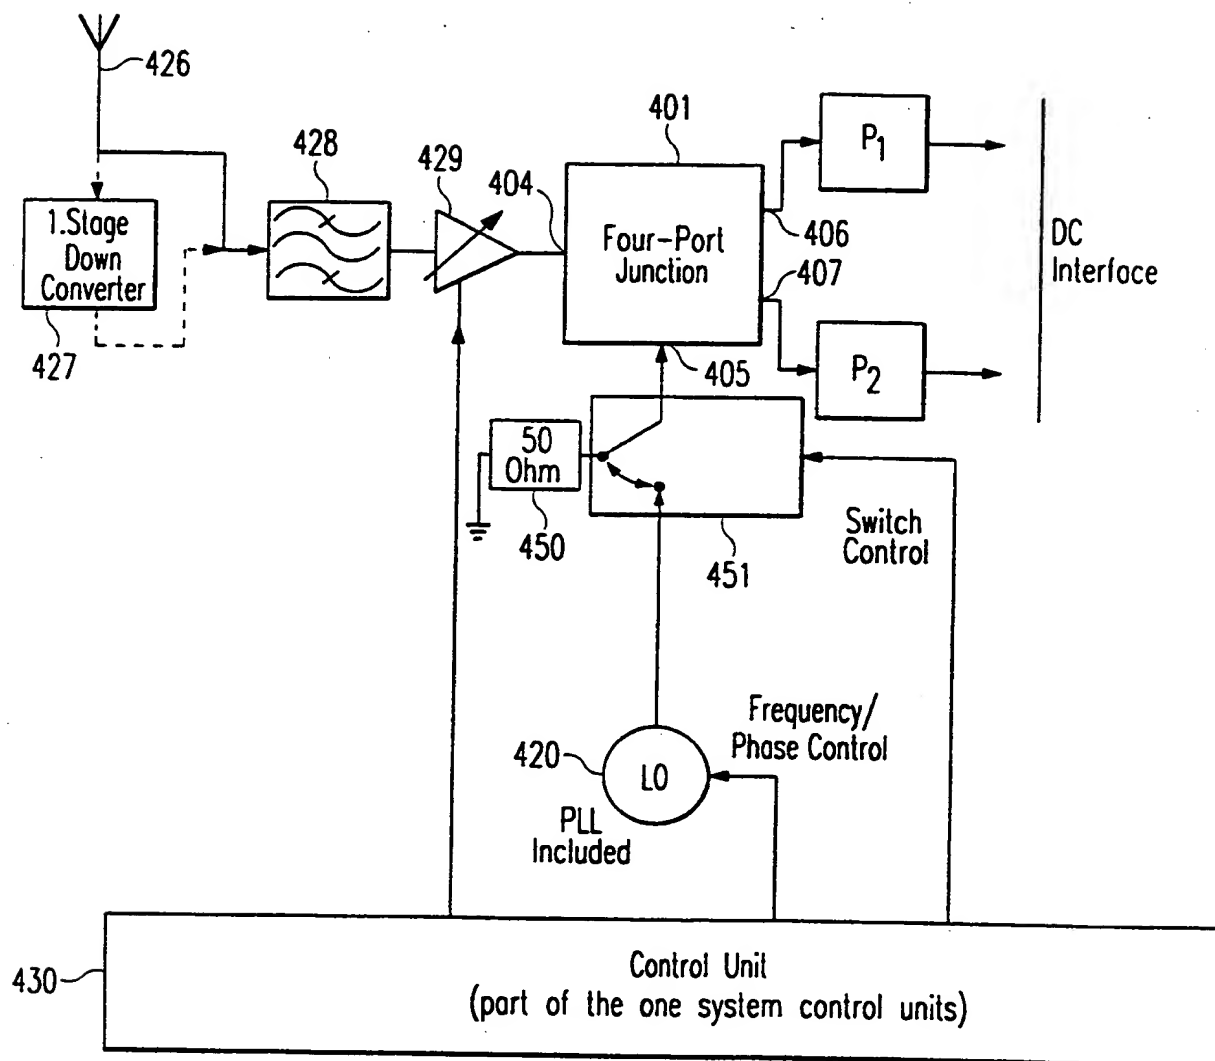 426
401
P1
428
429
404
1.Stage
Down
Converter
Four-Port
Junction
406
407
DC
Interface
427
405
P2
50
Ohm
450
451
Switch
Control
Frequency/
Phase Control
420
LO
PLL
Included
430
Control Unit
(part of the one system control units)